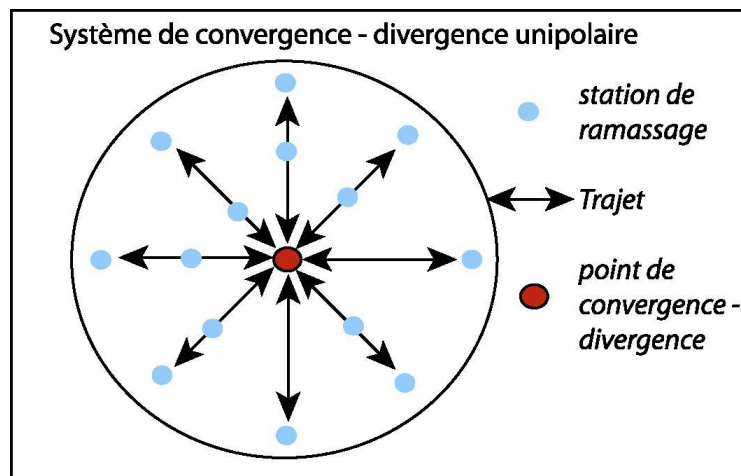 Système de convergence - divergence unipolaire
station de
ramassage
Trajet
point de
convergence -
divergence